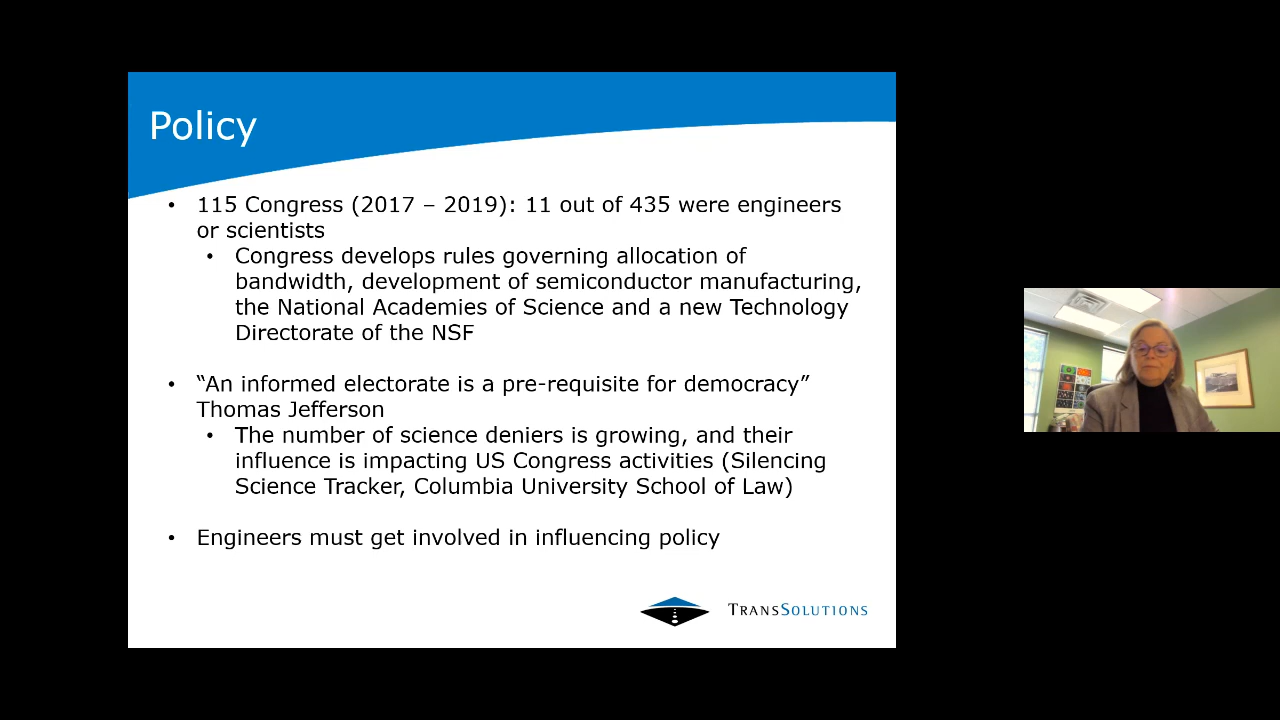 Policy
• 115 Congress (2017 – 2019): 11 out of 435 were engineers
or scientists
• Congress develops rules governing allocation of
bandwidth, development of semiconductor manufacturing,
the National Academies of Science and a new Technology
Directorate of the NSF
• “An informed electorate is a pre-requisite for democracy”
Thomas Jefferson
• The number of science deniers is growing, and their
influence is impacting US Congress activities (Silencing
Science Tracker, Columbia University School of Law)
• Engineers must get involved in influencing policy
TRANSSOLUTIONS